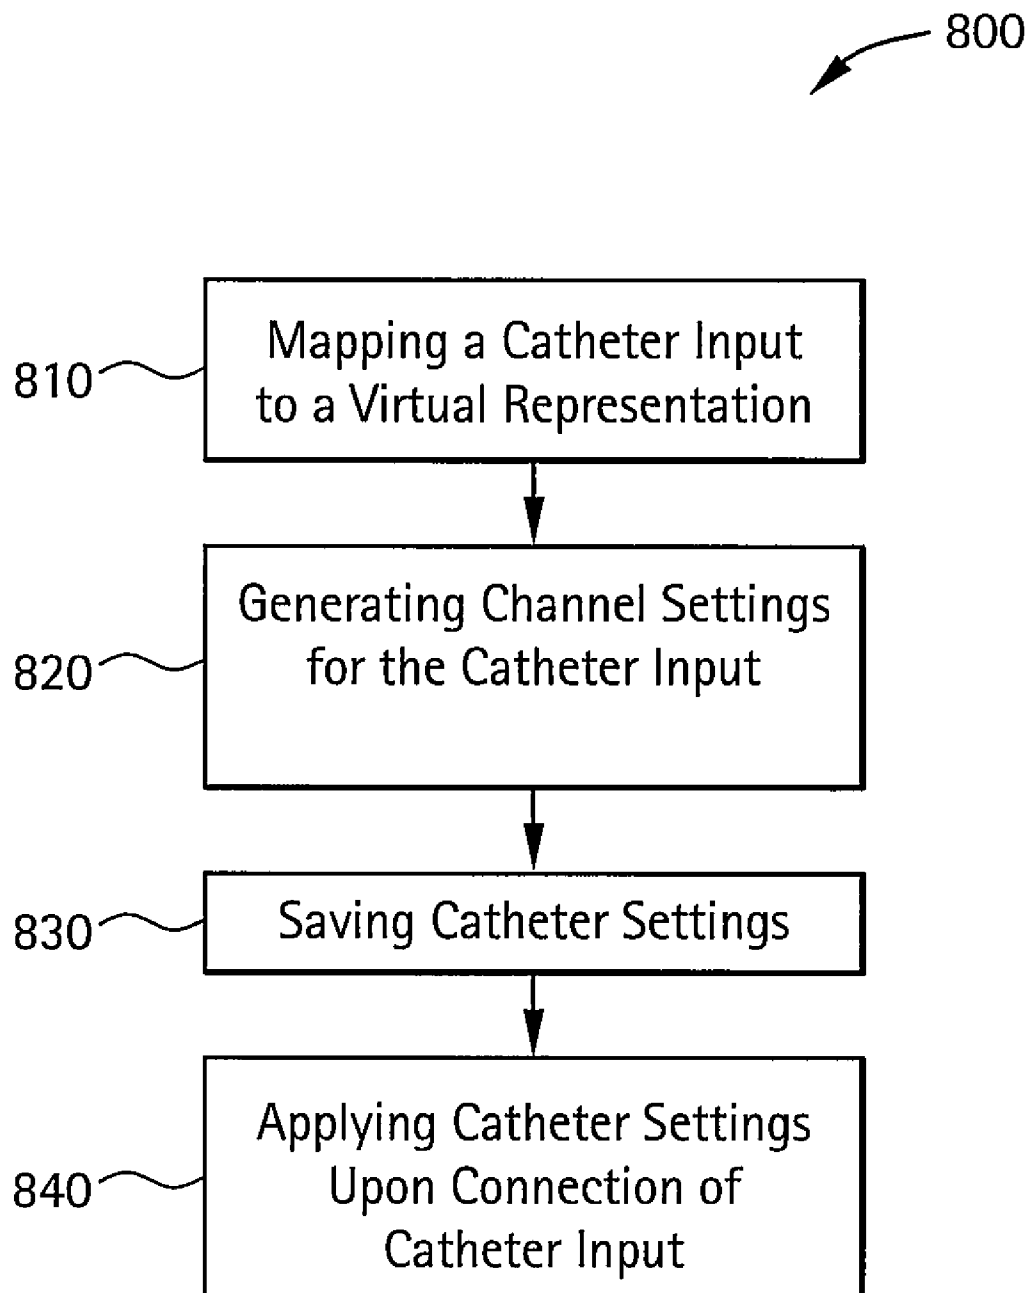 800
810
Mapping a Catheter Input
to a Virtual Representation
820
Generating Channel Settings
for the Catheter Input
830
Saving Catheter Settings
840
Applying Catheter Settings
Upon Connection of
Catheter Input